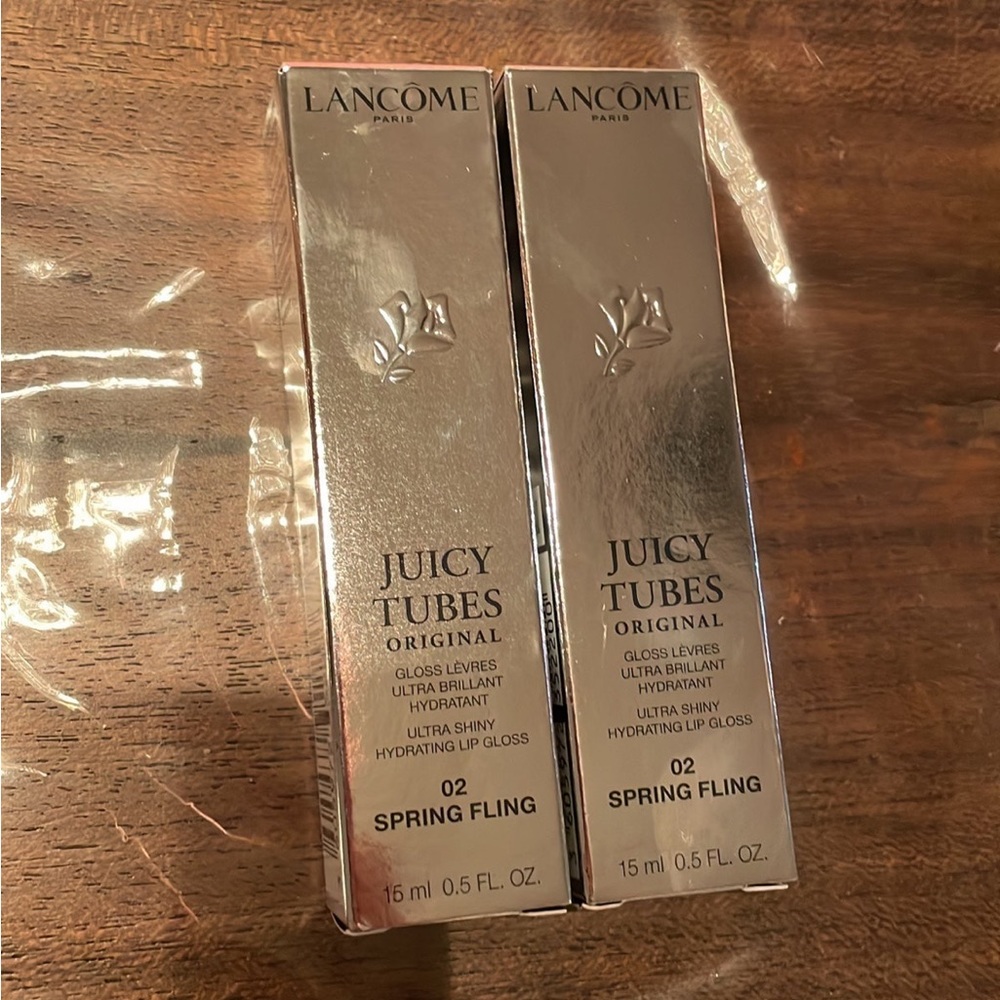 LANCÔME
PARIS
JUICY
TUBES
ORIGINAL
GLOSS LÈVRES
ULTRA BRILLANT
HYDRATANT
ULTRA SHINY
HYDRATING LIP GLOSS
02
SPRING FLING
15 ml 0.5 FL. OZ.
LANCÔME
PARIS
JUICY
TUBES
ORIGINAL
GLOSS LÈVRES
ULTRA BRILLANT
HYDRATANT
ULTRA SHINY
HYDRATING LIP GLOSS
02
SPRING FLING
15 ml 0.5 FL. OZ.